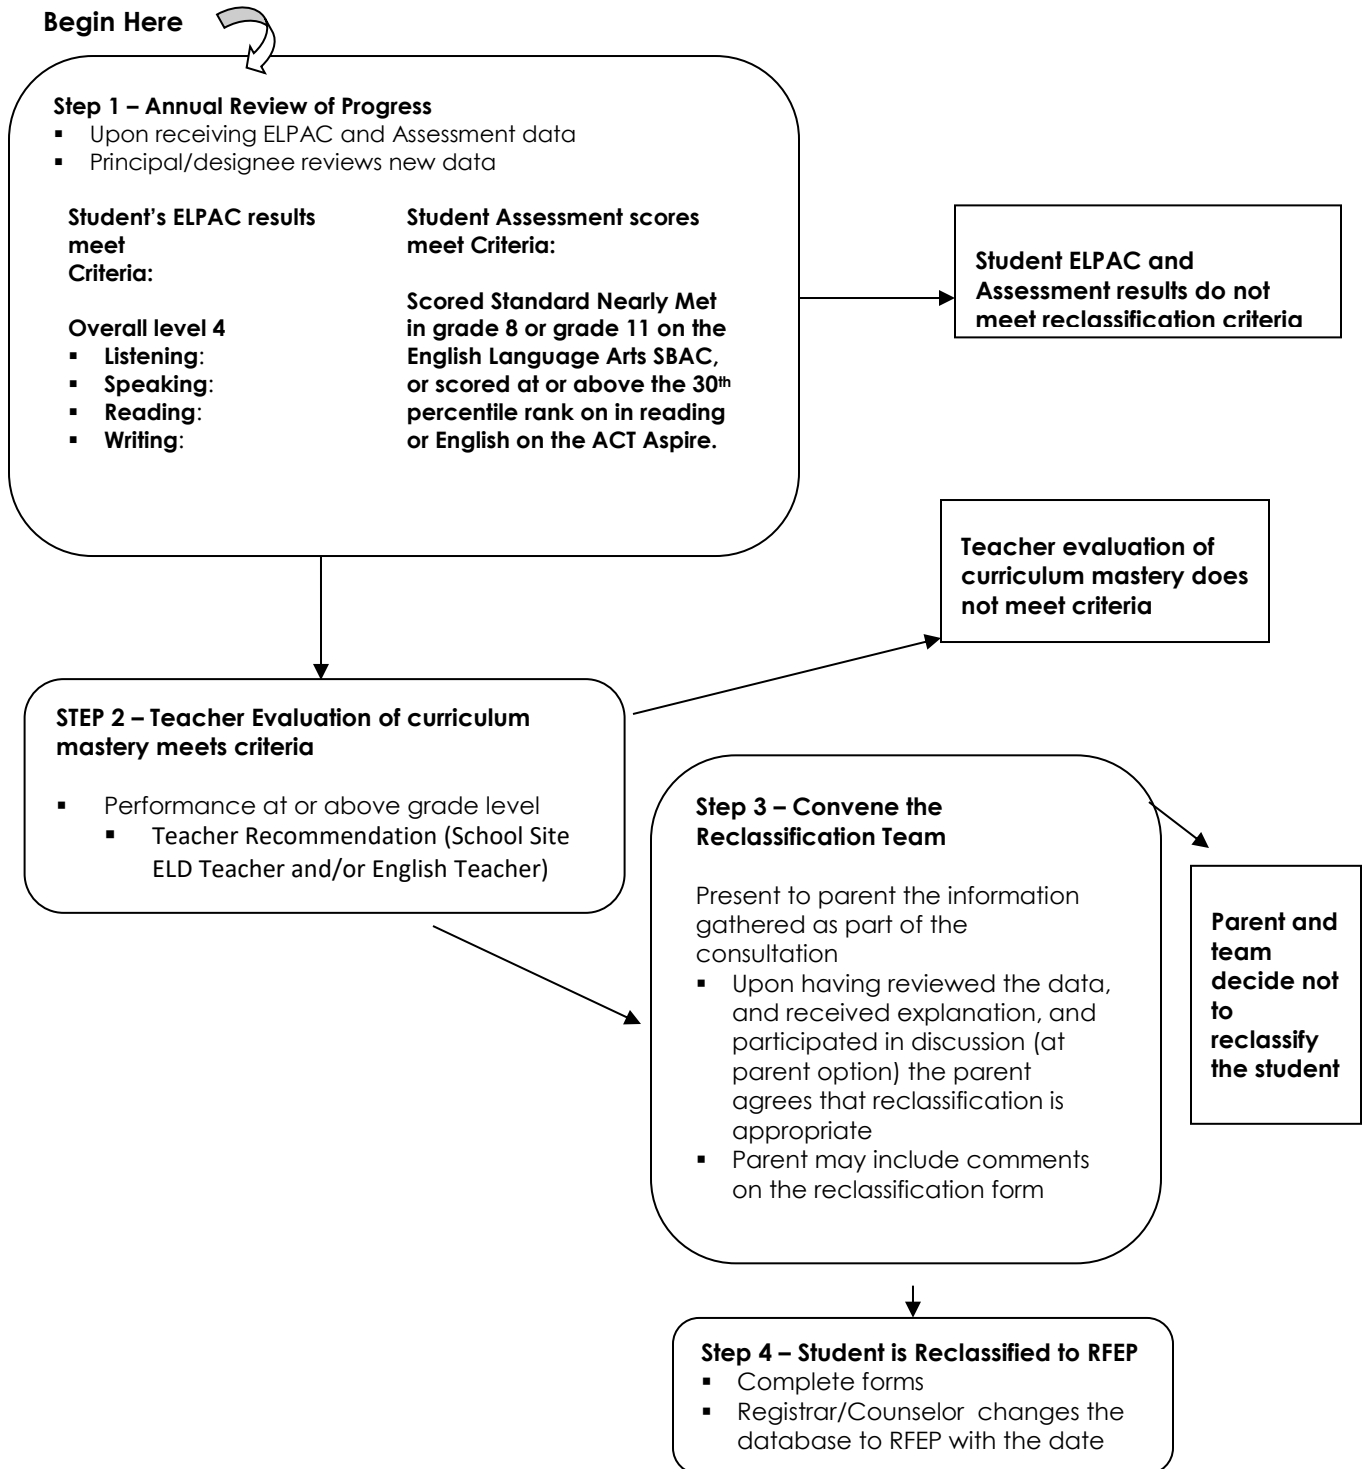 Begin Here
Step 1 – Annual Review of Progress
▪ Upon receiving ELPAC and Assessment data
▪ Principal/designee reviews new data
Student’s ELPAC results
meet
Criteria:
Overall level 4
▪ Listening:
▪ Speaking:
▪ Reading:
▪ Writing:
Student Assessment scores
meet Criteria:
Scored Standard Nearly Met
in grade 8 or grade 11 on the
English Language Arts SBAC,
or scored at or above the 30th
percentile rank on in reading
or English on the ACT Aspire.
Student ELPAC and
Assessment results do not
meet reclassification criteria
Teacher evaluation of
curriculum mastery does
not meet criteria
STEP 2 – Teacher Evaluation of curriculum
mastery meets criteria
▪ Performance at or above grade level
▪ Teacher Recommendation (School Site
ELD Teacher and/or English Teacher)
Step 3 – Convene the
Reclassification Team
Present to parent the information
gathered as part of the
consultation
▪ Upon having reviewed the data,
and received explanation, and
participated in discussion (at
parent option) the parent
agrees that reclassification is
appropriate
▪ Parent may include comments
on the reclassification form
Parent and
team
decide not
to
reclassify
the student
Step 4 – Student is Reclassified to RFEP
▪ Complete forms
▪ Registrar/Counselor changes the
database to RFEP with the date